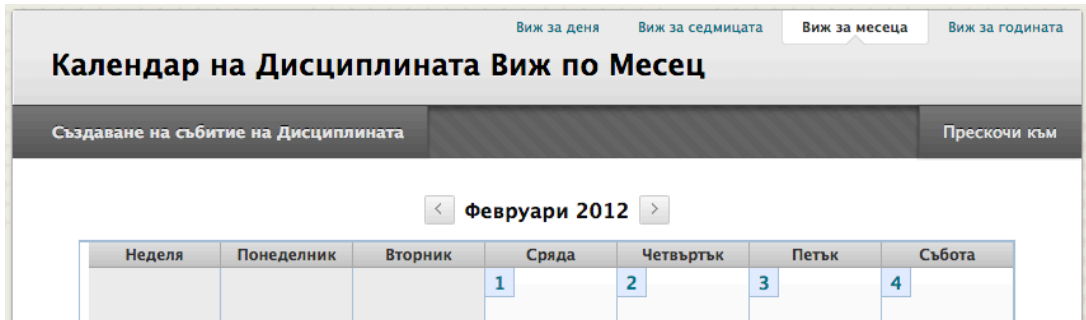 Виж за деня Виж за седмицата Виж за месеца Виж за годината
Календар на Дисциплината Виж по Месец
Създаване на събитие на Дисциплината Прескочи към
< Февруари 2012 >
Неделя Понеделник Вторник Сряда Четвъртък Петък Събота
1 2 3 4